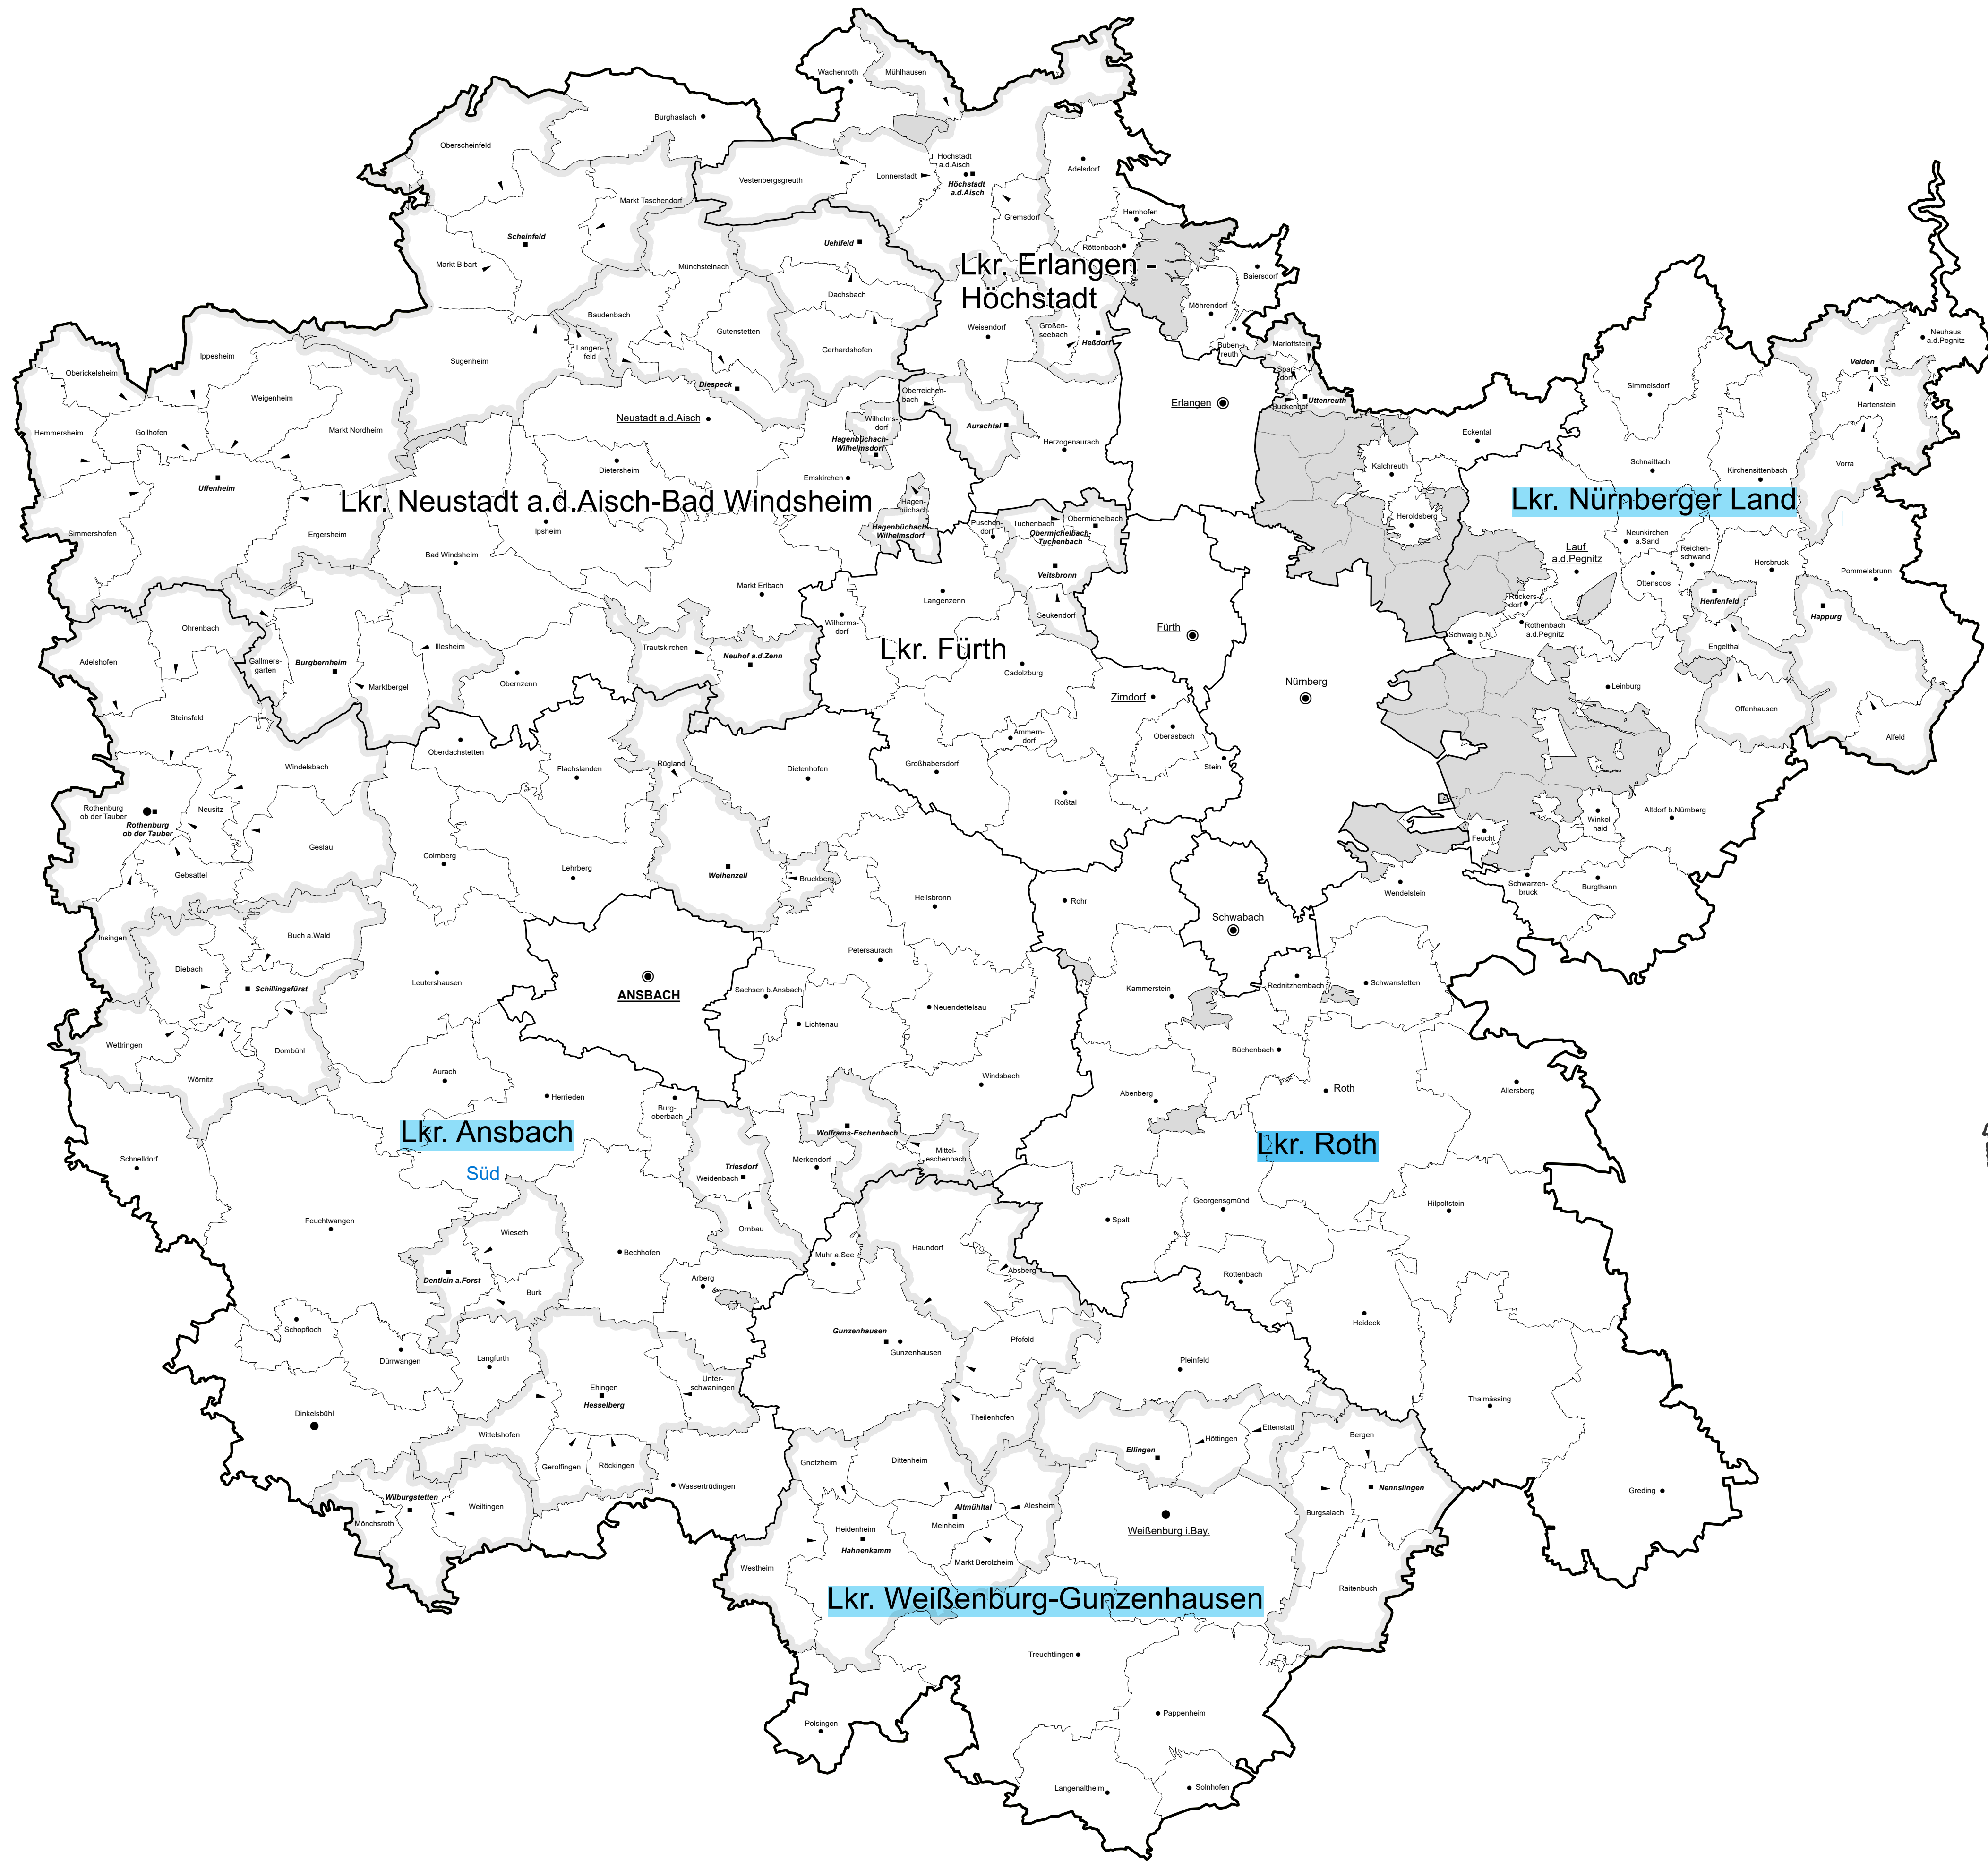 Wachenroth
Mühlhausen
Burghaslach
Oberscheinfeld
Vestenbergsgreuth
Lonnerstadt
Höchstadt
a.d.Aisch
Höchstadt
a.d.Aisch
Adelsdorf
Gremsdorf
Hemhofen
Röttenbach
Markt Taschendorf
Scheinfeld
Markt Bibart
Münchsteinach
Uehlfeld
Dachsbach
Lkr. Erlangen -
Höchstadt
Baiersdorf
Möhrendorf
Baudenbach
Gutenstetten
Gerhardshofen
Weisendorf
Großen-
seebach
Heßdorf
Buben-
reuth
Marloffstein
Spar-
dorf
Buckenhof
Uttenreuth
Langen-
feld
Sugenheim
Ippesheim
Oberickelsheim
Weigenheim
Hemmersheim
Gollhofen
Markt Nordheim
Diespeck
Neustadt a.d.Aisch
Oberreichen-
bach
Wilhelms-
dorf
Hagenbüchach-
Wilhelmsdorf
Aurachtal
Herzogenaurach
Erlangen
Eckental
Kalchreuth
Heroldsberg
Simmelsdorf
Schnaittach
Kirchensittenbach
Velden
Neuhaus
a.d.Pegnitz
Hartenstein
Vorra
Uffenheim
Dietersheim
Emskirchen
Lkr. Neustadt a.d.Aisch-Bad Windsheim
Hagen-
büchach
Hagenbüchach-
Wilhelmsdorf
Lkr. Nürnberger Land
Simmershofen
Ergersheim
Ipsheim
Bad Windsheim
Markt Erlbach
Puschen-
dorf
Tuchenbach
Obermichelbach
Obermichelbach-
Tuchenbach
Veitsbronn
Langenzenn
Seukendorf
Wilherms-
dorf
Fürth
Lkr. Fürth
Cadolzburg
Lauf
a.d.Pegnitz
Neunkirchen
a.Sand
Reichen-
schwand
Ottensoos
Hersbruck
Pommelsbrunn
Henfenfeld
Happurg
Rückers-
dorf
Röthenbach
a.d.Pegnitz
Schwaig b.N.
Engelthal
Leinburg
Offenhausen
Alfeld
Ohrenbach
Adelshofen
Gallmers-
garten
Burgbernheim
Illesheim
Marktbergel
Obernzenn
Trautskirchen
Neuhof a.d.Zenn
Steinsfeld
Windelsbach
Oberdachstetten
Flachslanden
Rügland
Dietenhofen
Großhabersdorf
Ammern-
dorf
Zirndorf
Oberasbach
Stein
Nürnberg
Roßtal
Rothenburg
ob der Tauber
Rothenburg
ob der Tauber
Neusitz
Geslau
Gebsattel
Colmberg
Lehrberg
Weihenzell
Bruckberg
Heilsbronn
Feucht
Winkel-
haid
Altdorf b.Nürnberg
Burgthann
Schwarzen-
bruck
Wendelstein
Rohr
Schwabach
Insingen
Buch a.Wald
Diebach
Schillingsfürst
Leutershausen
ANSBACH
Petersaurach
Sachsen b.Ansbach
Lichtenau
Neuendettelsau
Kammerstein
Rednitzhembach
Schwanstetten
Wettringen
Dombühl
Wörnitz
Aurach
Herrieden
Burg-
oberbach
Windsbach
Büchenbach
Abenberg
Roth
Allersberg
Lkr. Ansbach
Süd
Wolframs-Eschenbach
Mittel-
eschenbach
Merkendorf
Triesdorf
Weidenbach
Ornbau
Lkr. Roth
Schnelldorf
Feuchtwangen
Wieseth
Dentlein a.Forst
Burk
Bechhofen
Arberg
Muhr a.See
Haundorf
Absberg
Spalt
Georgensgmünd
Hilpoltstein
Röttenbach
Heideck
Schopfloch
Dürrwangen
Langfurth
Ehingen
Hesselberg
Unter-
schwaningen
Gunzenhausen
Gunzenhausen
Pfofeld
Pleinfeld
Thalmässing
Dinkelsbühl
Wittelshofen
Gerolfingen
Röckingen
Wassertrüdingen
Theilenhofen
Ellingen
Höttingen
Ettenstatt
Bergen
Nennslingen
Greding
Wilburgstetten
Mönchsroth
Weiltingen
Gnotzheim
Dittenheim
Altmühltal
Meinheim
Alesheim
Heidenheim
Hahnenkamm
Markt Berolzheim
Westheim
Weißenburg i.Bay.
Burgsalach
Raitenbuch
Lkr. Weißenburg-Gunzenhausen
Treuchtlingen
Pappenheim
Polsingen
Langenaltheim
Solnhofen